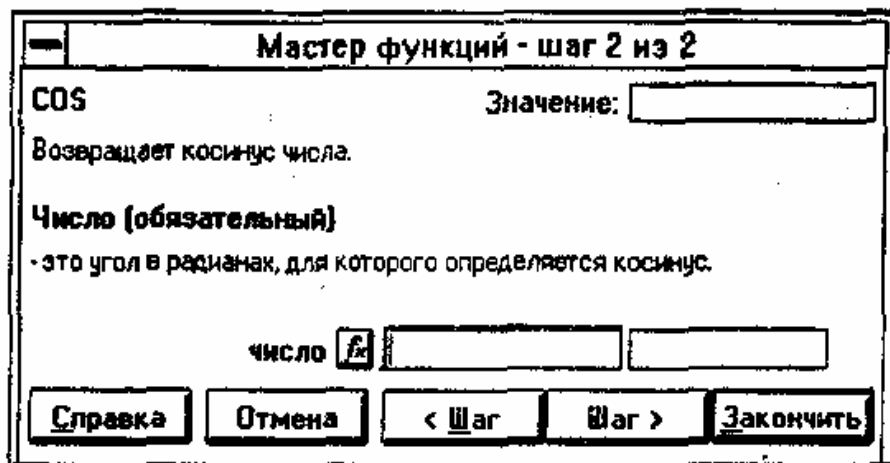 Мастер функций - шаг 2 из 2
COS Значение:
Возвращает косинус числа.
Число (обязательный)
- это угол в радианах, для которого определяется косинус.
число fx
Справка Отмена < Шаг Шаг > Закончить